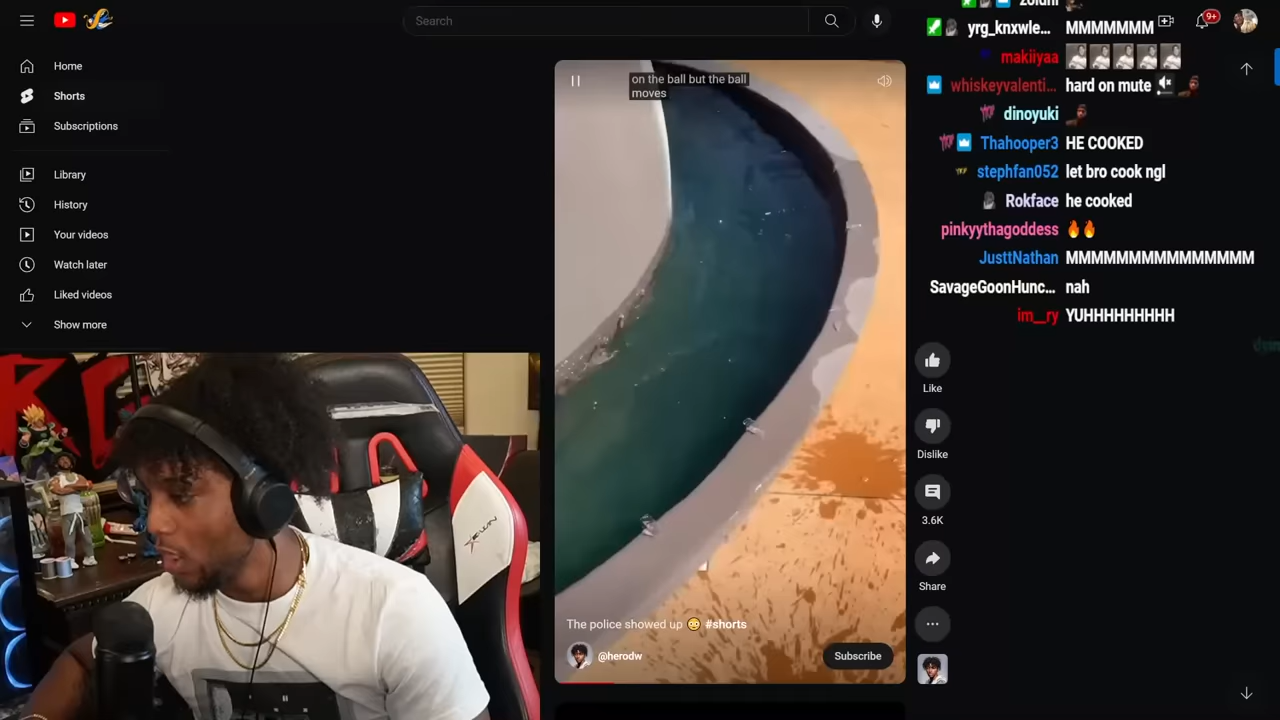 Search
9+
Home
Shorts
Subscriptions
Library
History
Your videos
Watch later
Liked videos
Show more
on the ball but the ball
moves
The police showed up 😳 #shorts
@herodw
Subscribe
Like
Dislike
3.6K
Share
yrg_knxwle... MMMMMMM
makiiyaa
whiskeyvalenti... hard on mute
dinoyuki
Thahooper3 HE COOKED
stephfan052 let bro cook ngl
Rokface he cooked
pinkyythagoddess 🔥🔥
JusttNathan MMMMMMMMMMMMMMM
SavageGoonHunc... nah
im__ry YUHHHHHHHHH